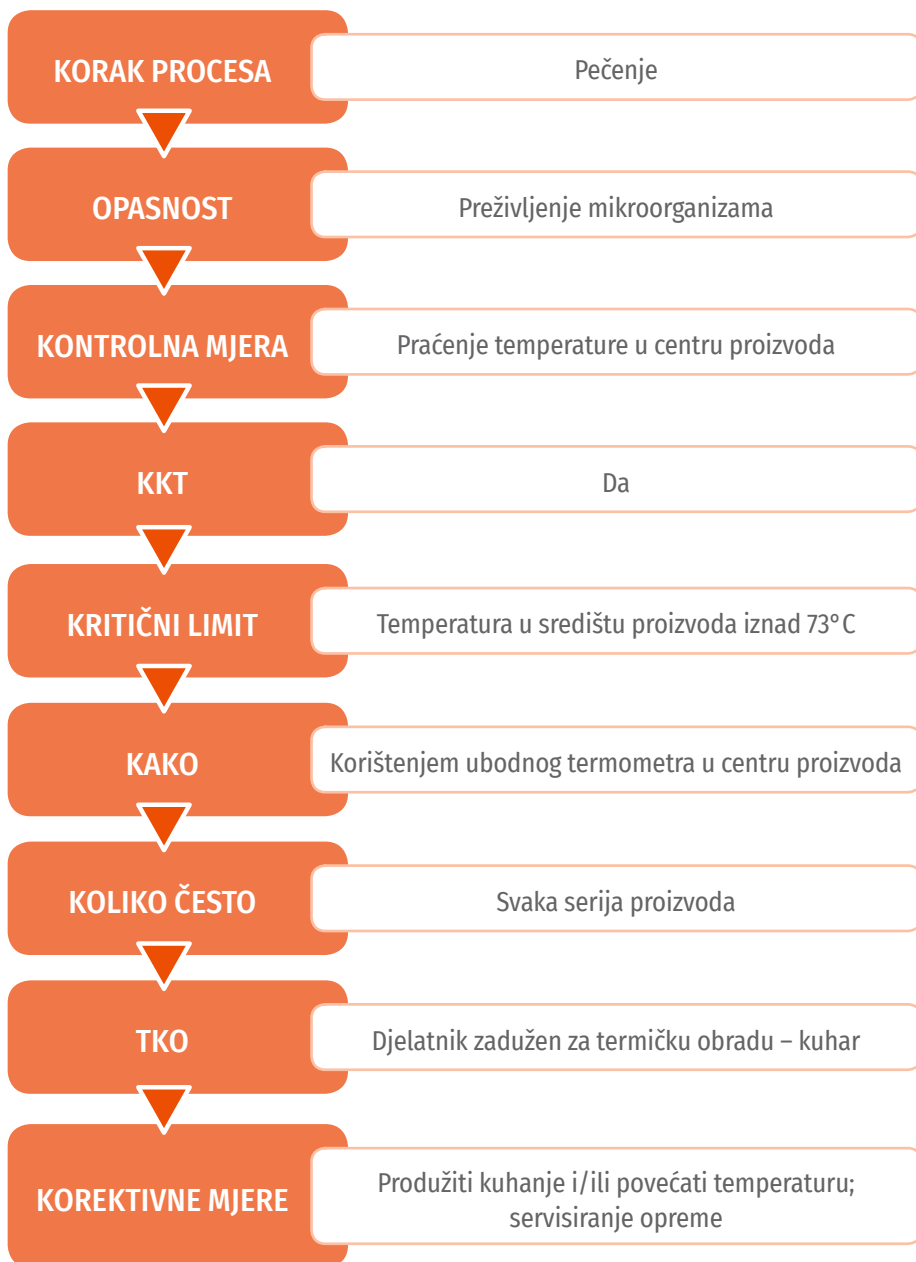 KORAK PROCESA
Pečenje
OPASNOST
Preživljenje mikroorganizama
KONTROLNA MJERA
Praćenje temperature u centru proizvoda
KKT
Da
KRITIČNI LIMIT
Temperatura u središtu proizvoda iznad 73°C
KAKO
Korištenjem ubodnog termometra u centru proizvoda
KOLIKO ČESTO
Svaka serija proizvoda
TKO
Djelatnik zadužen za termičku obradu – kuhar
KOREKTIVNE MJERE
Produžiti kuhanje i/ili povećati temperaturu;
servisiranje opreme